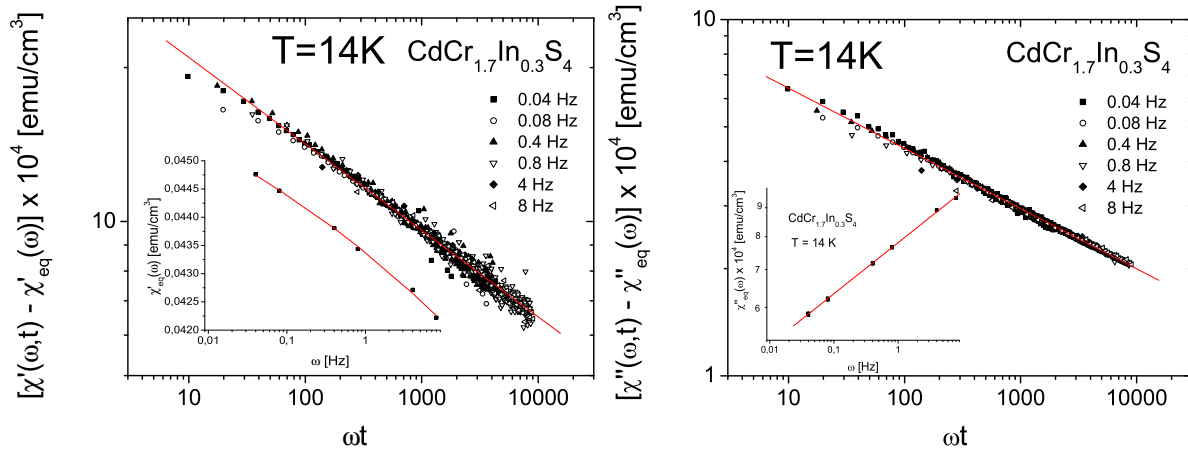 [χ'(ω,t) - χ'eq(ω)] x 10^4 [emu/cm^3]
10
T=14K
CdCr1.7In0.3S4
0.04 Hz
0.08 Hz
0.4 Hz
0.8 Hz
4 Hz
8 Hz
χ'eq(ω) [emu/cm^3]
0,0450
0,0445
0,0440
0,0435
0,0430
0,0425
0,0420
0,01
0,1
1
ω [Hz]
10
100
1000
10000
ωt
[χ''(ω,t) - χ''eq(ω)] x 10^4 [emu/cm^3]
10
1
T=14K
CdCr1.7In0.3S4
0.04 Hz
0.08 Hz
0.4 Hz
0.8 Hz
4 Hz
8 Hz
χ''eq(ω) x 10^4 [emu/cm^3]
9
8
7
6
CdCr1.7In0.3S4
T = 14 K
0,01
0,1
1
ω [Hz]
10
100
1000
10000
ωt